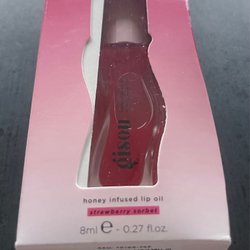 gisou
honey infused lip oil
strawberry sorbet
8ml e - 0.27 fl.oz.